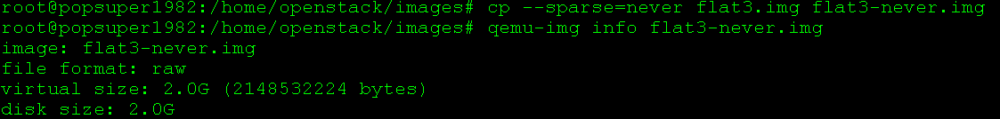 root@popsuper1982:/home/openstack/images# cp --sparse=never flat3.img flat3-never.img
root@popsuper1982:/home/openstack/images# qemu-img info flat3-never.img
image: flat3-never.img
file format: raw
virtual size: 2.0G (2148532224 bytes)
disk size: 2.0G